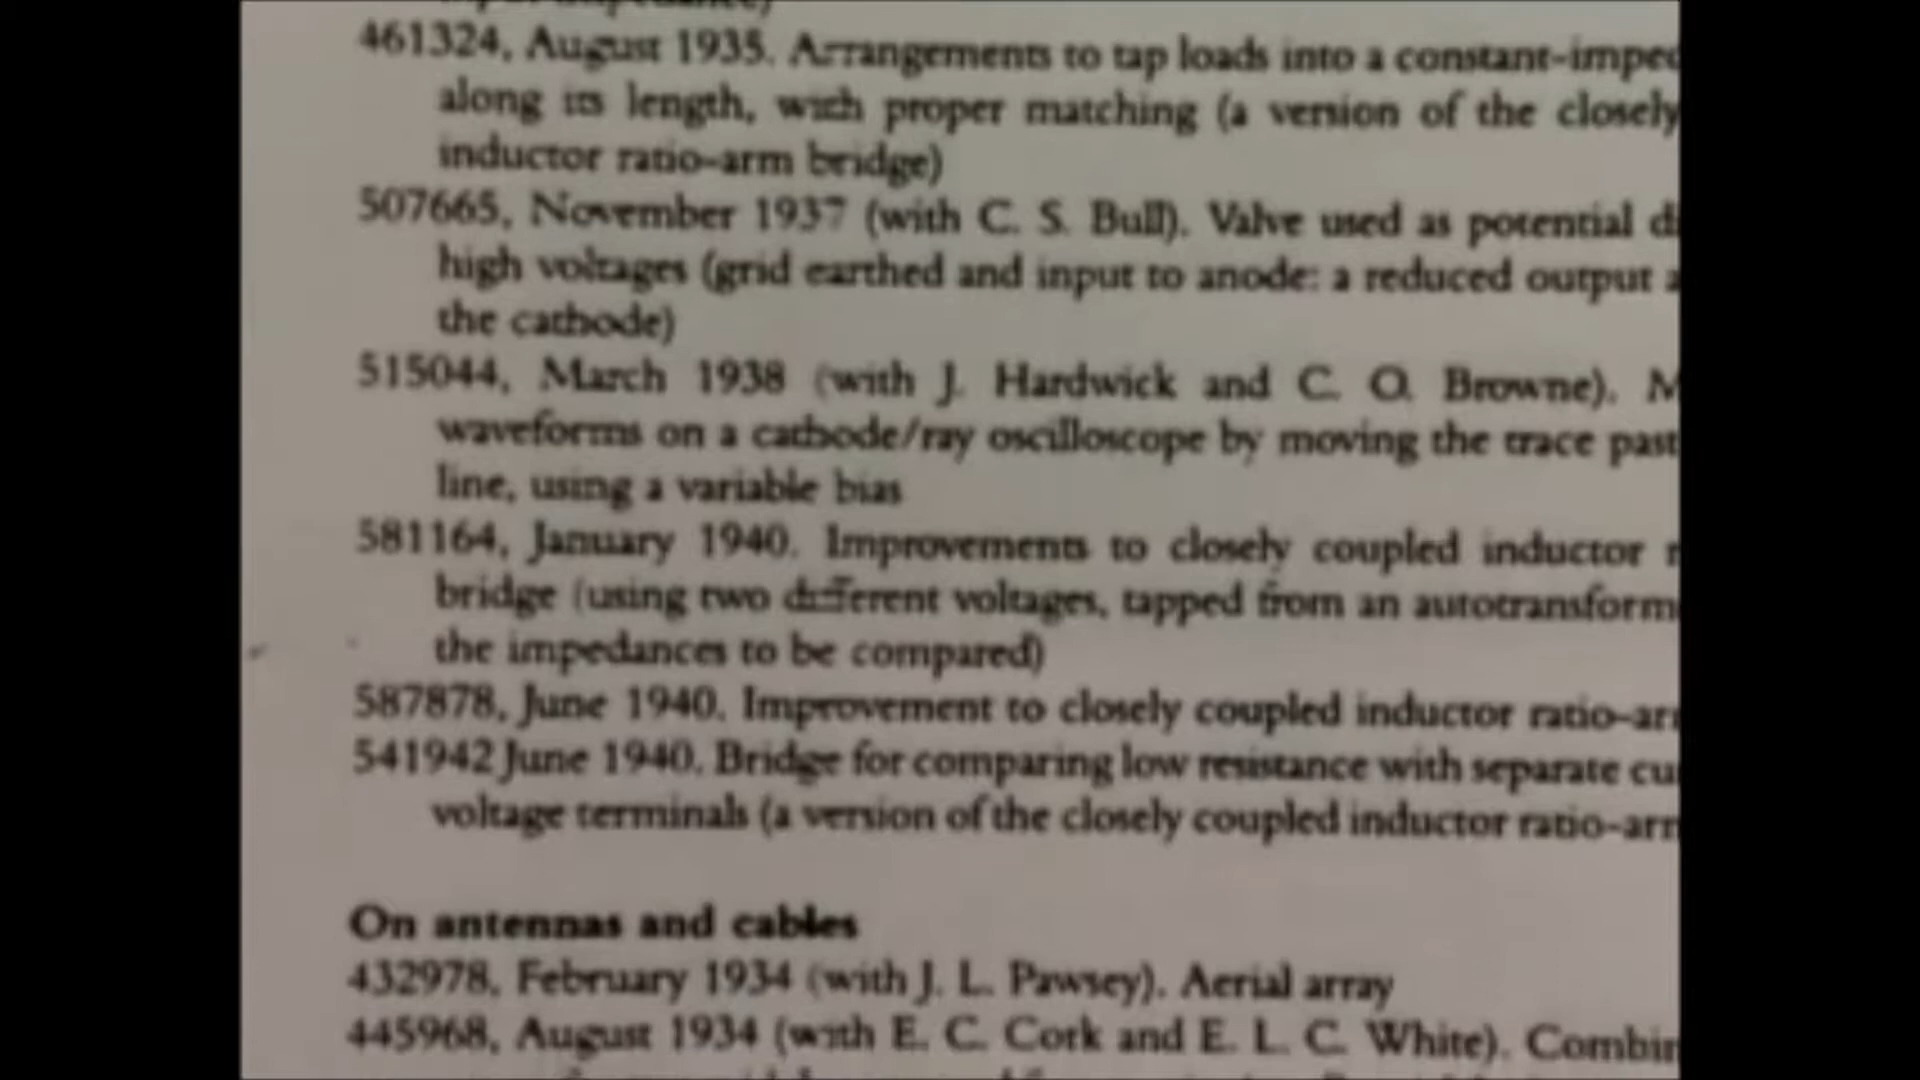 461324, August 1935. Arrangements to tap loads into a constant-imped
along its length, with proper matching (a version of the closely
inductor ratio-arm bridge)
507665, November 1937 (with C. S. Bull). Valve used as potential di
high voltages (grid earthed and input to anode: a reduced output a
the cathode)
515044, March 1938 (with J. Hardwick and C. O. Browne). M
waveforms on a cathode/ray oscilloscope by moving the trace past
line, using a variable bias
581164, January 1940. Improvements to closely coupled inductor r
bridge (using two different voltages, tapped from an autotransform
the impedances to be compared)
587878, June 1940. Improvement to closely coupled inductor ratio-ar
541942 June 1940. Bridge for comparing low resistance with separate cu
voltage terminals (a version of the closely coupled inductor ratio-arm
On antennas and cables
432978, February 1934 (with J. L. Pawsey). Aerial array
445968, August 1934 (with E. C. Cork and E. L. C. White). Combin